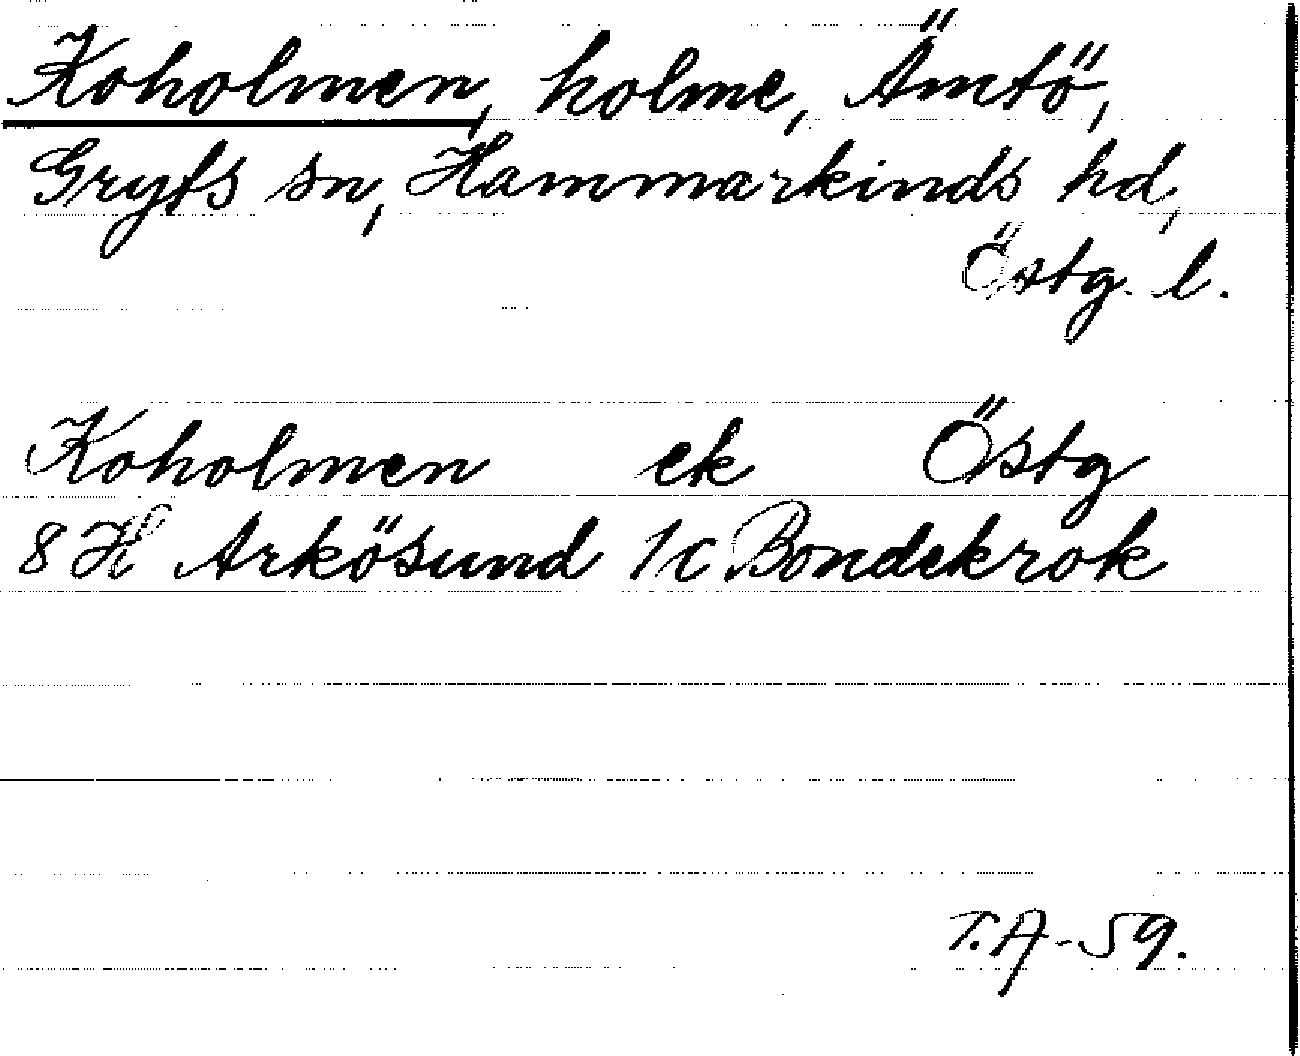 Koholmen, holme, Ämtö,
Gryts sn, Hammarkinds hd,
Östg. l.
Koholmen ek Östg
8 H Arkösund 1c Bondekrok
T.A-59.